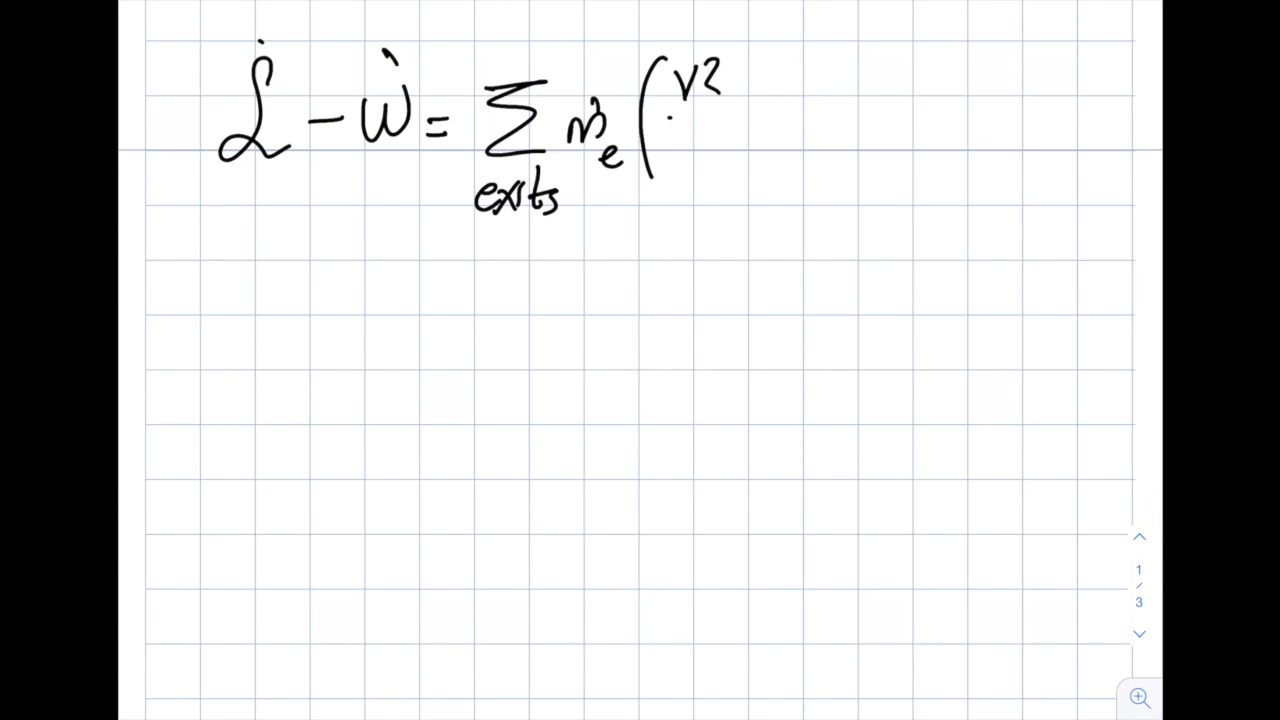 Q̇ - ẇ = Σ ṁₑ ( V2
exits
1
/
3